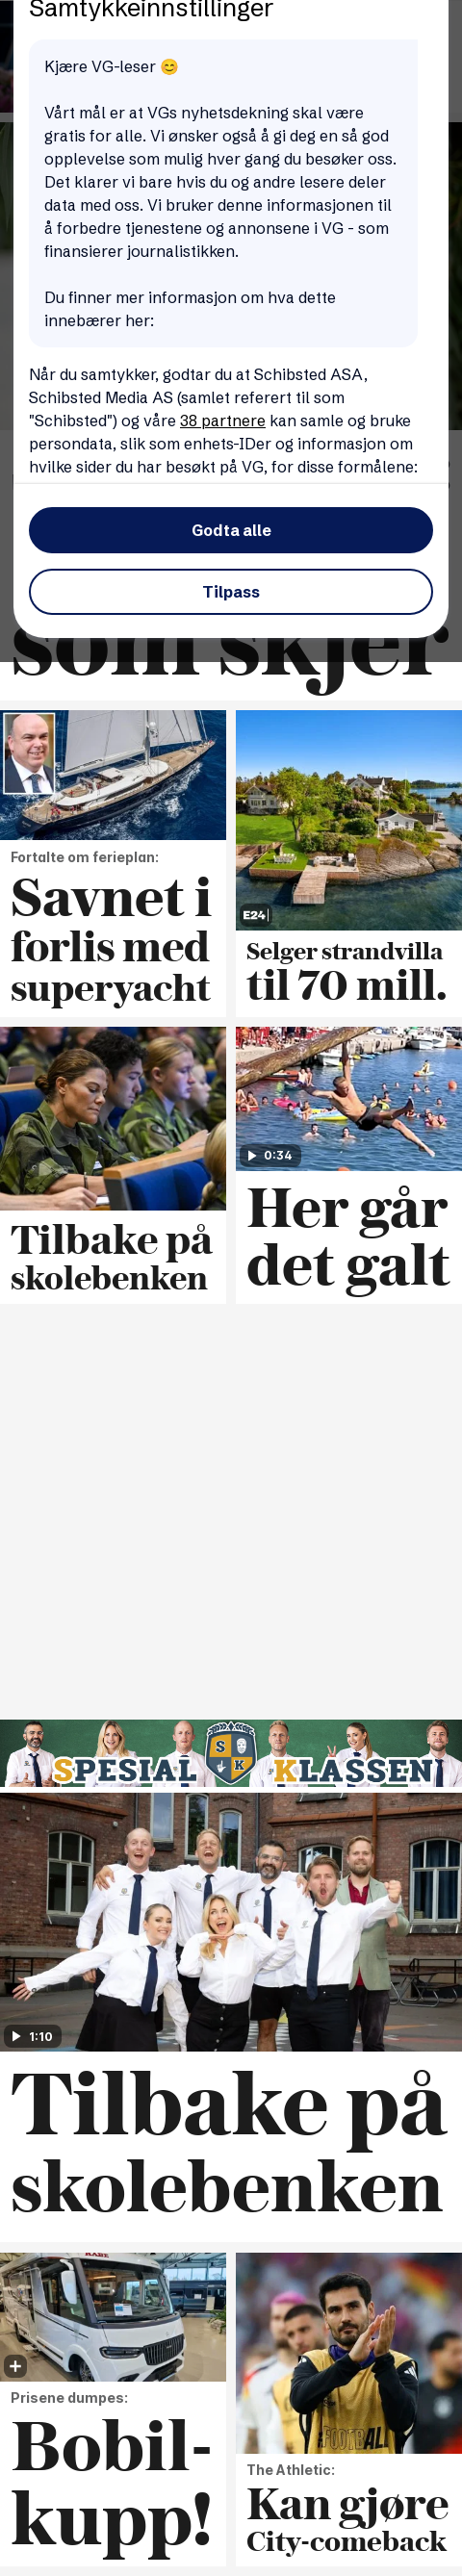 Samtykkeinnstillinger
Kjære VG-leser 😊
Vårt mål er at VGs nyhetsdekning skal være
gratis for alle. Vi ønsker også å gi deg en så god
opplevelse som mulig hver gang du besøker oss.
Det klarer vi bare hvis du og andre lesere deler
data med oss. Vi bruker denne informasjonen til
å forbedre tjenestene og annonsene i VG - som
finansierer journalistikken.
Du finner mer informasjon om hva dette
innebærer her:
Når du samtykker, godtar du at Schibsted ASA,
Schibsted Media AS (samlet referert til som
"Schibsted") og våre 38 partnere kan samle og bruke
persondata, slik som enhets-IDer og informasjon om
hvilke sider du har besøkt på VG, for disse formålene:
Godta alle
Tilpass
som skjer
Fortalte om ferieplan:
Savnet i
forlis med
superyacht
E24
Selger strandvilla
til 70 mill.
Tilbake på
skolebenken
0:34
Her går
det galt
SPESIAL SK KLASSEN
1:10
Tilbake på
skolebenken
KABE
Prisene dumpes:
Bobil-
kupp!
FOOTBALL
The Athletic:
Kan gjøre
City-comeback